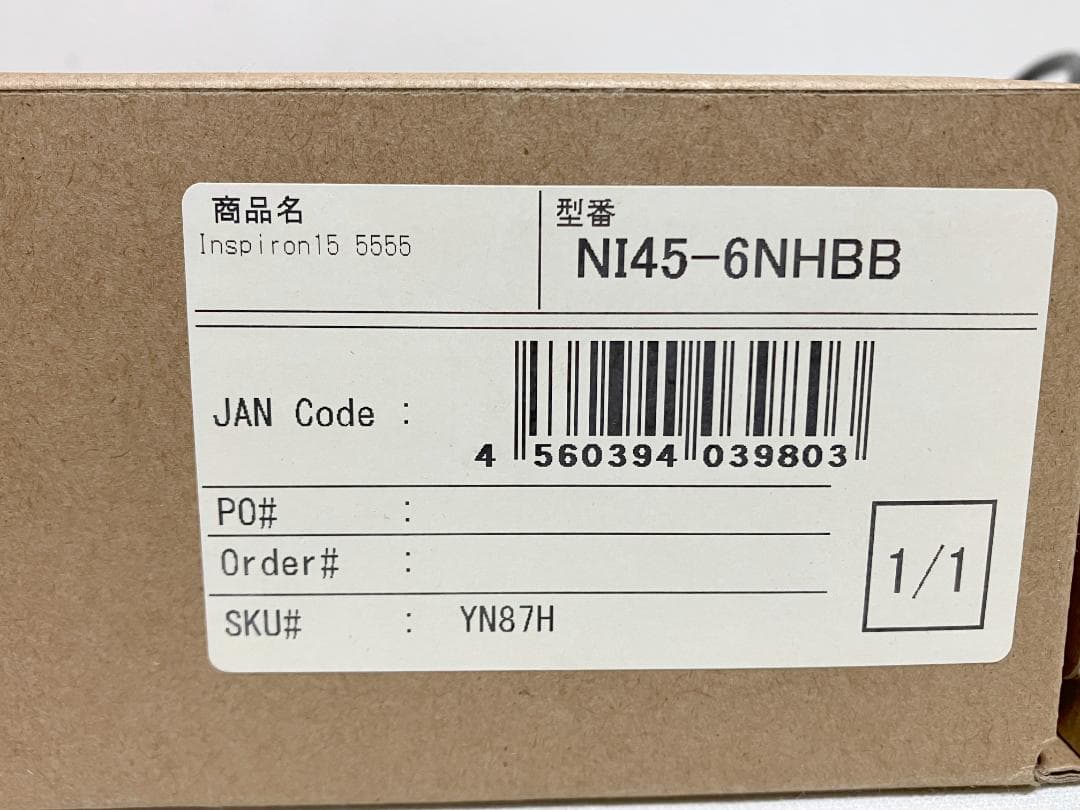 商品名
Inspiron15 5555
型番
NI45-6NHBB
JAN Code :
4 560394 039803
PO# :
Order# :
SKU# : YN87H
1/1